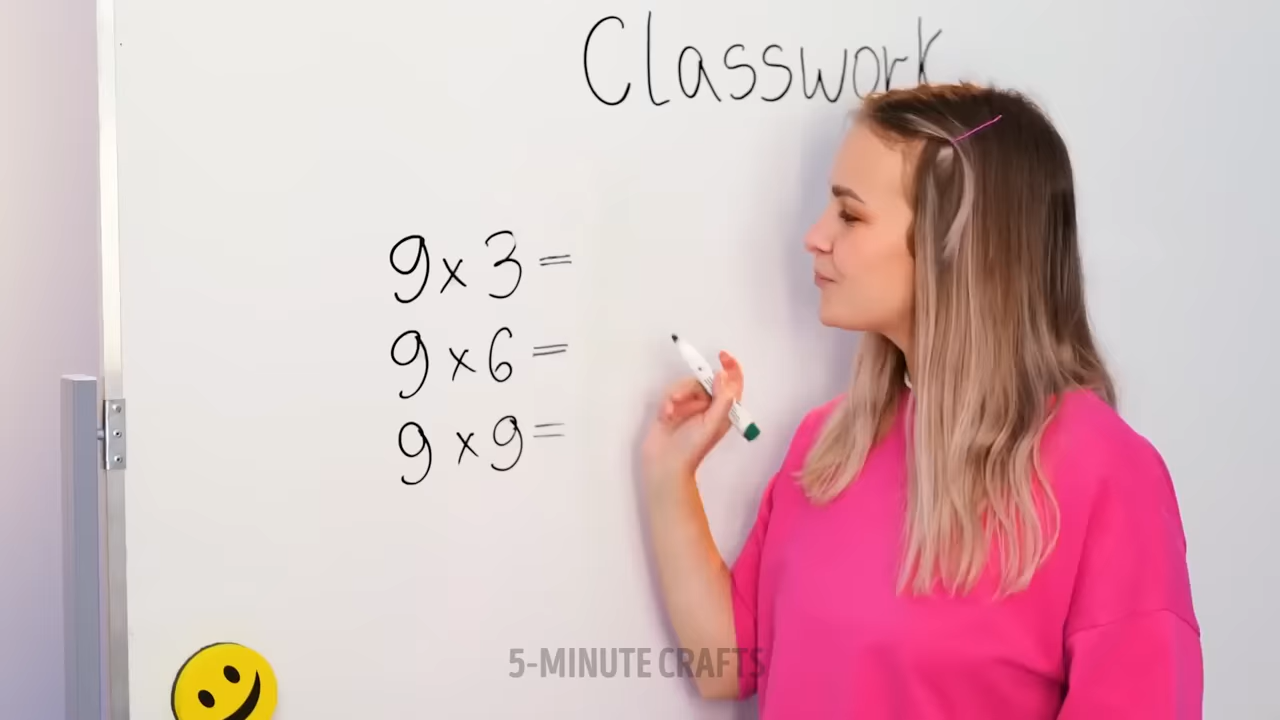 Classwork
9 x 3 =
9 x 6 =
9 x 9 =
5-MINUTE CRAFTS